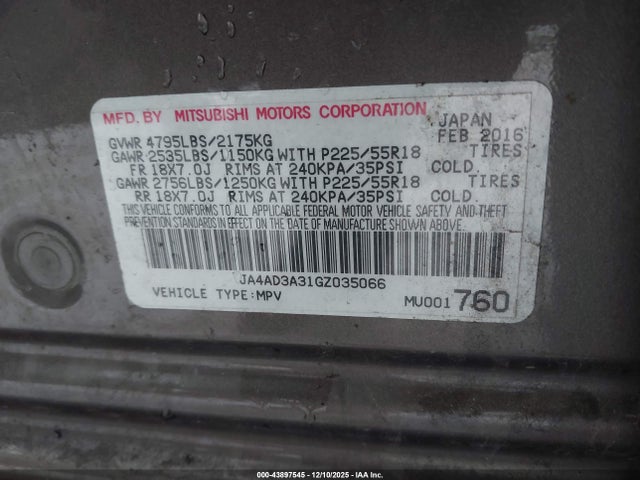 MFD. BY MITSUBISHI MOTORS CORPORATION JAPAN
GVWR 4795LBS/2175KG FEB 2016
GAWR 2535LBS/1150KG WITH P225/55R18 TIRES
FR 18X7.0J RIMS AT 240KPA/35PSI COLD.
GAWR 2756LBS/1250KG WITH P225/55R18 TIRES
RR 18X7.0J RIMS AT 240KPA/35PSI COLD.
THIS VEHICLE CONFORMS TO ALL APPLICABLE FEDERAL MOTOR VEHICLE SAFETY AND THEFT
PREVENTION STANDARDS IN EFFECT ON THE DATE OF MANUFACTURE SHOWN ABOVE.
JA4AD3A31GZ035066
VEHICLE TYPE:MPV MU001760
000-43897545 - 12/10/2025 - IAA Inc.